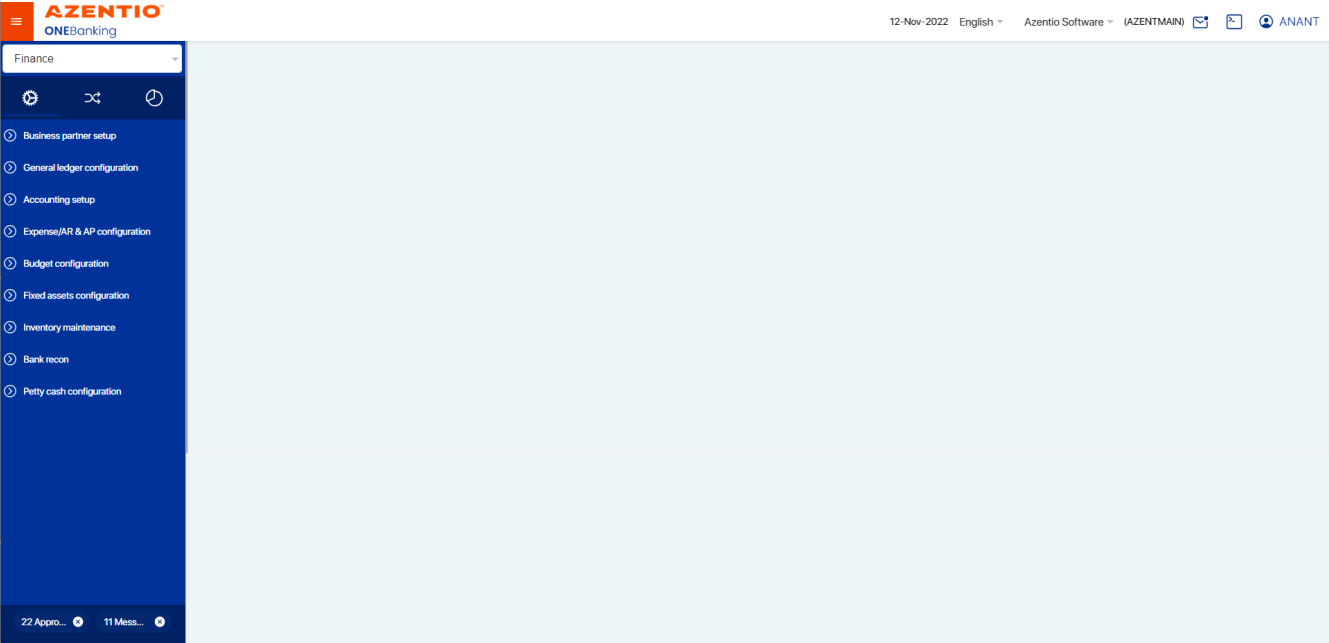 AZENTIO
ONEBanking
12-Nov-2022 English Azentio Software (AZENTMAIN) ANANT
Finance
Business partner setup
General ledger configuration
Accounting setup
Expense/AR & AP configuration
Budget configuration
Fixed assets configuration
Inventory maintenance
Bank recon
Petty cash configuration
22 Appro... 11 Mess...